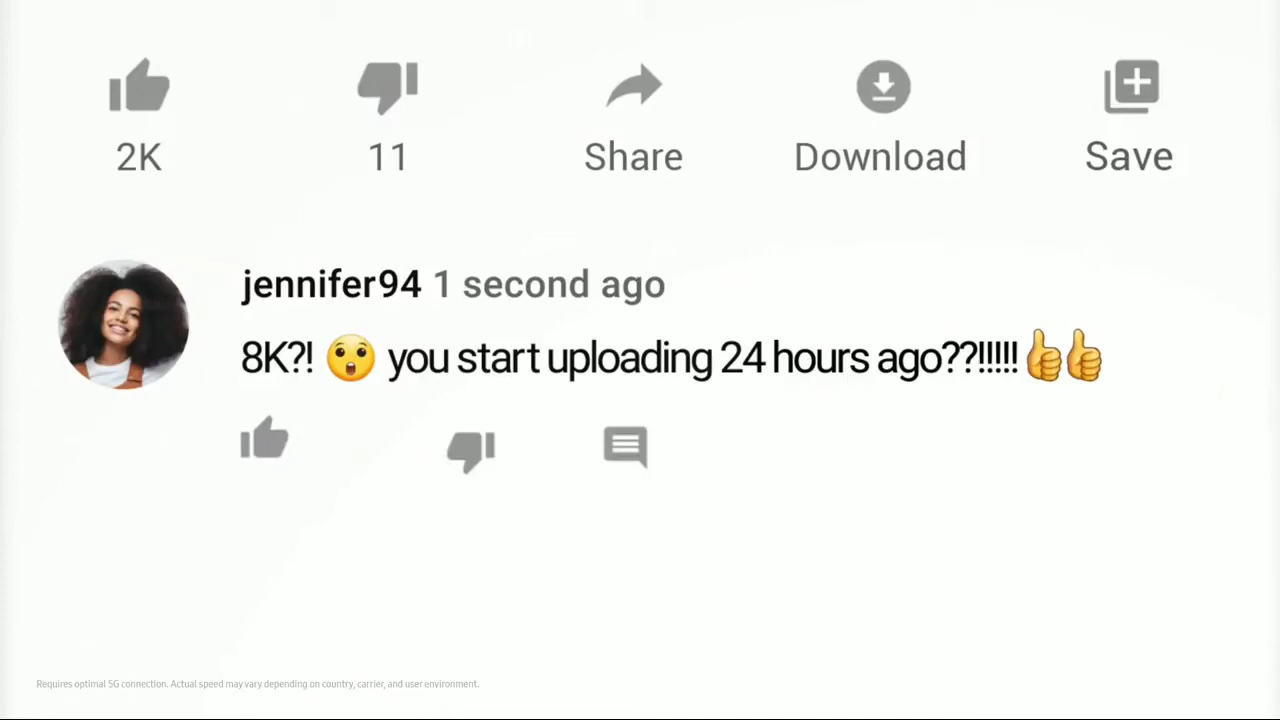 2K 11 Share Download Save
jennifer94 1 second ago
8K?! 😲 you start uploading 24 hours ago??!!!!!👍👍
Requires optimal 5G connection. Actual speed may vary depending on country, carrier, and user environment.